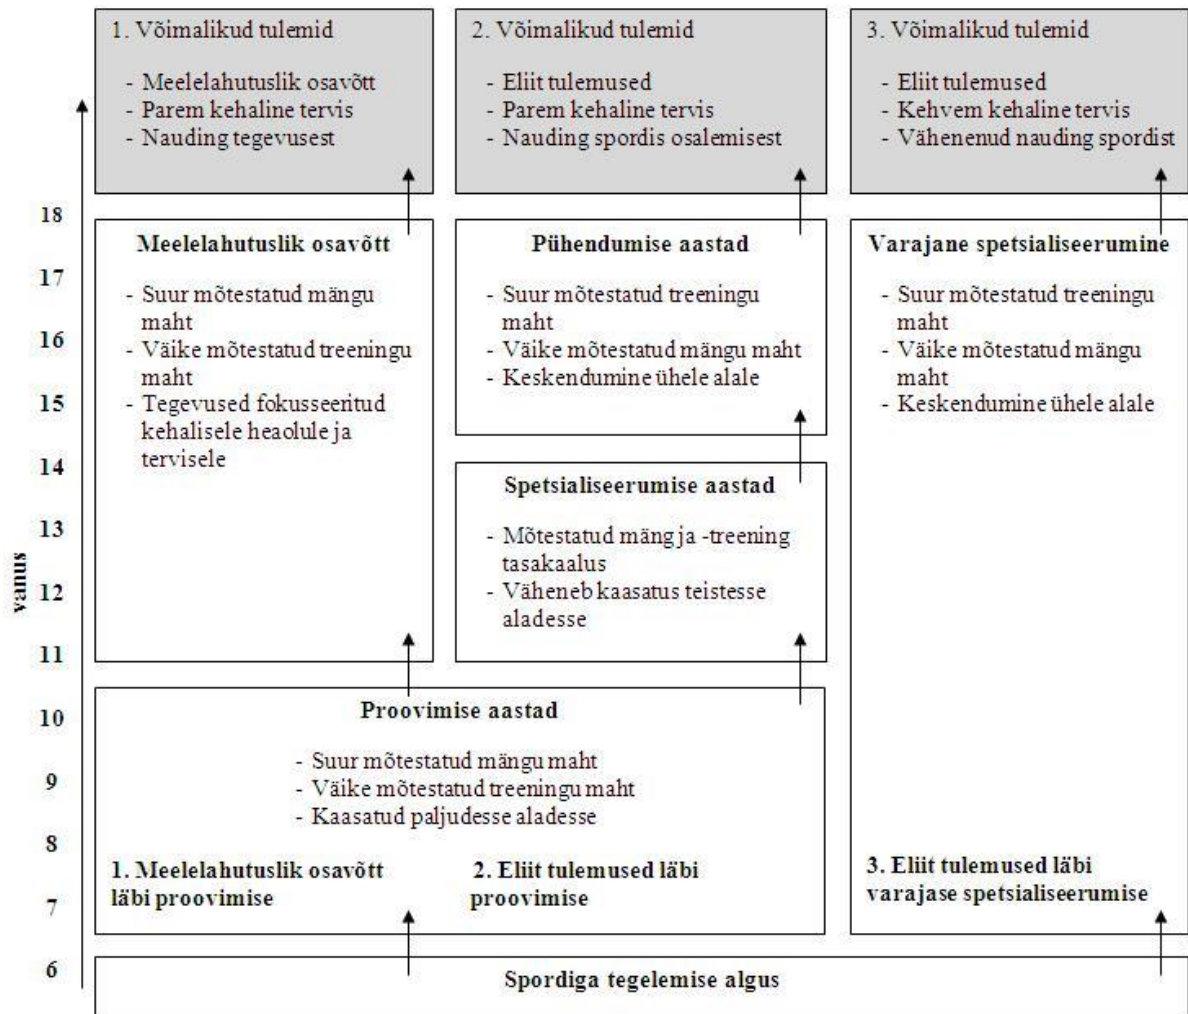 1. Võimalikud tulemid
- Meelelahutuslik osavõtt
- Parem kehaline tervis
- Nauding tegevusest
2. Võimalikud tulemid
- Eliit tulemused
- Parem kehaline tervis
- Nauding spordis osalemisest
3. Võimalikud tulemid
- Eliit tulemused
- Kehvem kehaline tervis
- Vähenenud nauding spordist
vanus
18
17
16
15
14
13
12
11
10
9
8
7
6
Meelelahutuslik osavõtt
- Suur mõtestatud mängu
maht
- Väike mõtestatud treeningu
maht
- Tegevused fokusseeritud
kehalisele heaolule ja
tervisele
Pühendumise aastad
- Suur mõtestatud treeningu
maht
- Väike mõtestatud mängu maht
- Keskendumine ühele alale
Varajane spetsialiseerumine
- Suur mõtestatud treeningu
maht
- Väike mõtestatud mängu
maht
- Keskendumine ühele alale
Spetsialiseerumise aastad
- Mõtestatud mäng ja -treening
tasakaalus
- Väheneb kaasatus teistesse
aladesse
Proovimise aastad
- Suur mõtestatud mängu maht
- Väike mõtestatud treeningu maht
- Kaasatud paljudesse aladesse
1. Meelelahutuslik osavõtt
läbi proovimise
2. Eliit tulemused läbi
proovimise
3. Eliit tulemused läbi
varajase spetsialiseerumise
Spordiga tegelemise algus